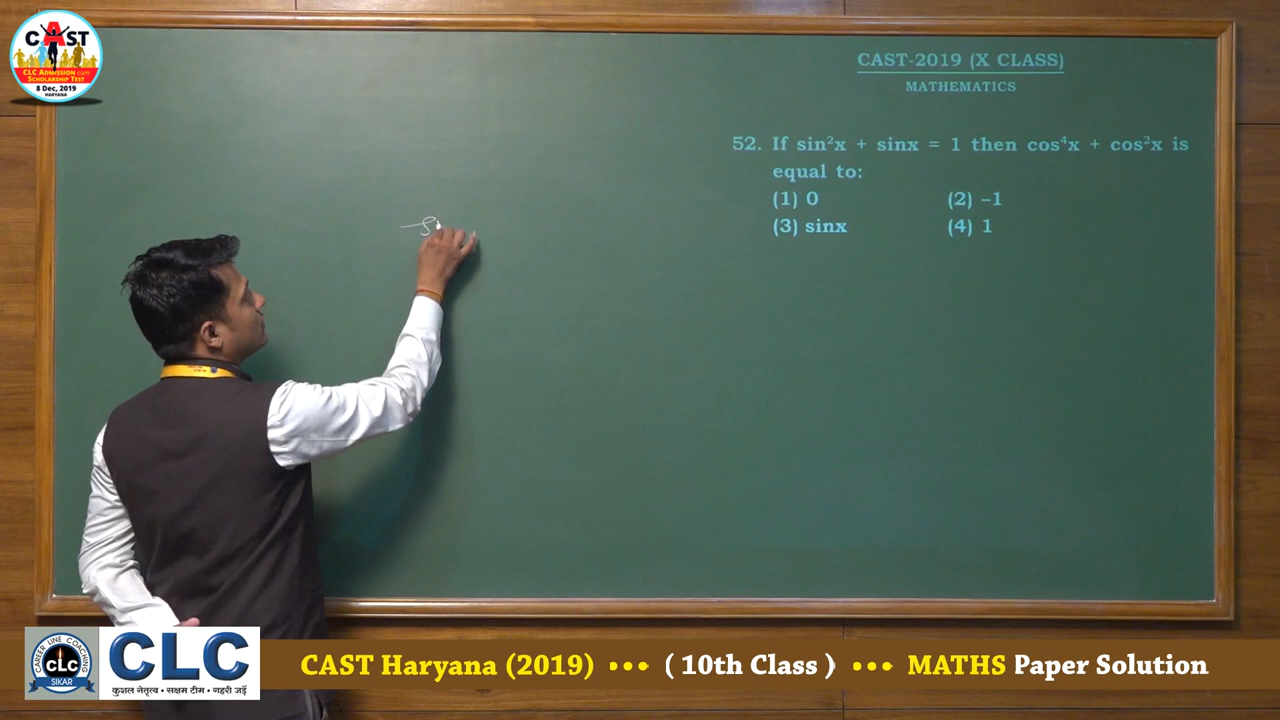 CAST
CLC ADMISSION cum
SCHOLARSHIP TEST
8 Dec, 2019
HARYANA
CAST-2019 (X CLASS)
MATHEMATICS
52. If sin²x + sinx = 1 then cos⁴x + cos²x is
equal to:
(1) 0 (2) –1
(3) sinx (4) 1
CAREER LINE COACHING
CLC
SIKAR
CLC
कुशल नेतृत्व • सक्षम टीम • गहरी जड़ें
CAST Haryana (2019) ••• ( 10th Class ) ••• MATHS Paper Solution